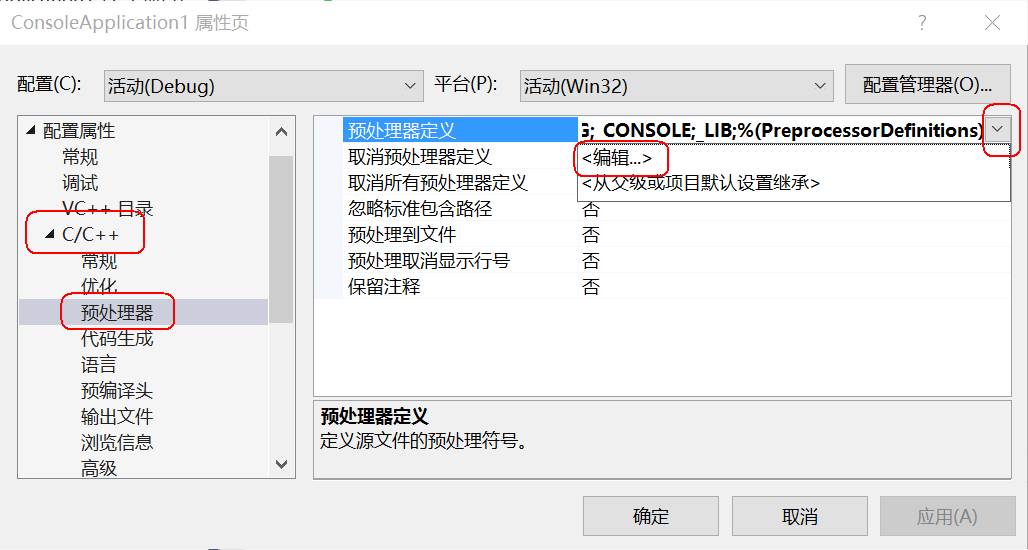 ConsoleApplication1 属性页
配置(C): 活动(Debug) 平台(P): 活动(Win32) 配置管理器(O)...
配置属性
常规
调试
VC++ 目录
C/C++
常规
优化
预处理器
代码生成
语言
预编译头
输出文件
浏览信息
高级
预处理器定义 G;_CONSOLE;_LIB;%(PreprocessorDefinitions)
取消预处理器定义 <编辑...>
取消所有预处理器定义 <从父级或项目默认设置继承>
忽略标准包含路径 否
预处理到文件 否
预处理取消显示行号 否
保留注释 否
预处理器定义
定义源文件的预处理符号。
确定 取消 应用(A)